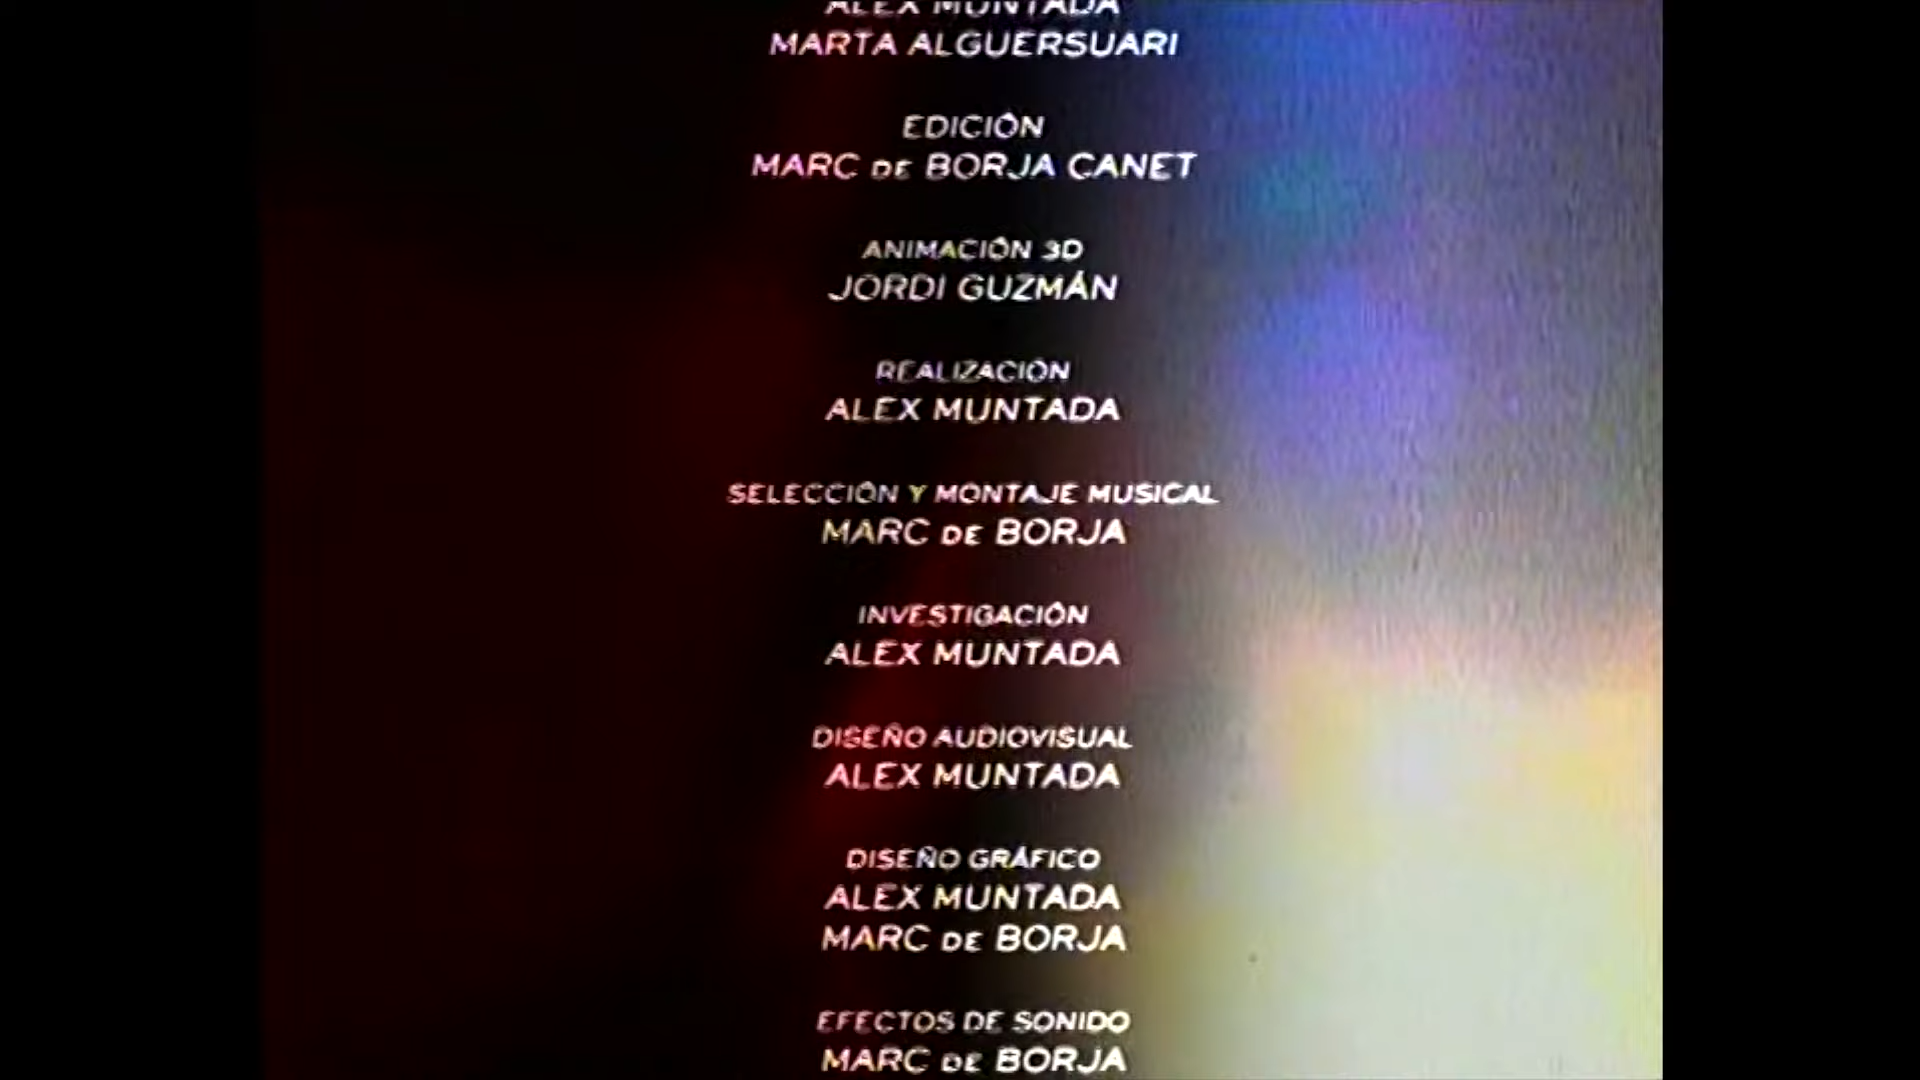 ALEX MUNTADA
MARTA ALGUERSUARI
EDICIÓN
MARC DE BORJA CANET
ANIMACIÓN 3D
JORDI GUZMÁN
REALIZACIÓN
ALEX MUNTADA
SELECCIÓN Y MONTAJE MUSICAL
MARC DE BORJA
INVESTIGACIÓN
ALEX MUNTADA
DISEÑO AUDIOVISUAL
ALEX MUNTADA
DISEÑO GRÁFICO
ALEX MUNTADA
MARC DE BORJA
EFECTOS DE SONIDO
MARC DE BORJA